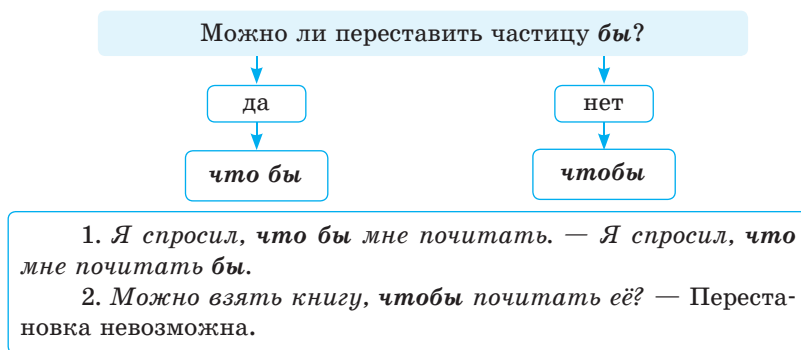 Можно ли переставить частицу бы?
да
нет
что бы
чтобы
1. Я спросил, что бы мне почитать. — Я спросил, что
мне почитать бы.
2. Можно взять книгу, чтобы почитать её? — Переста-
новка невозможна.